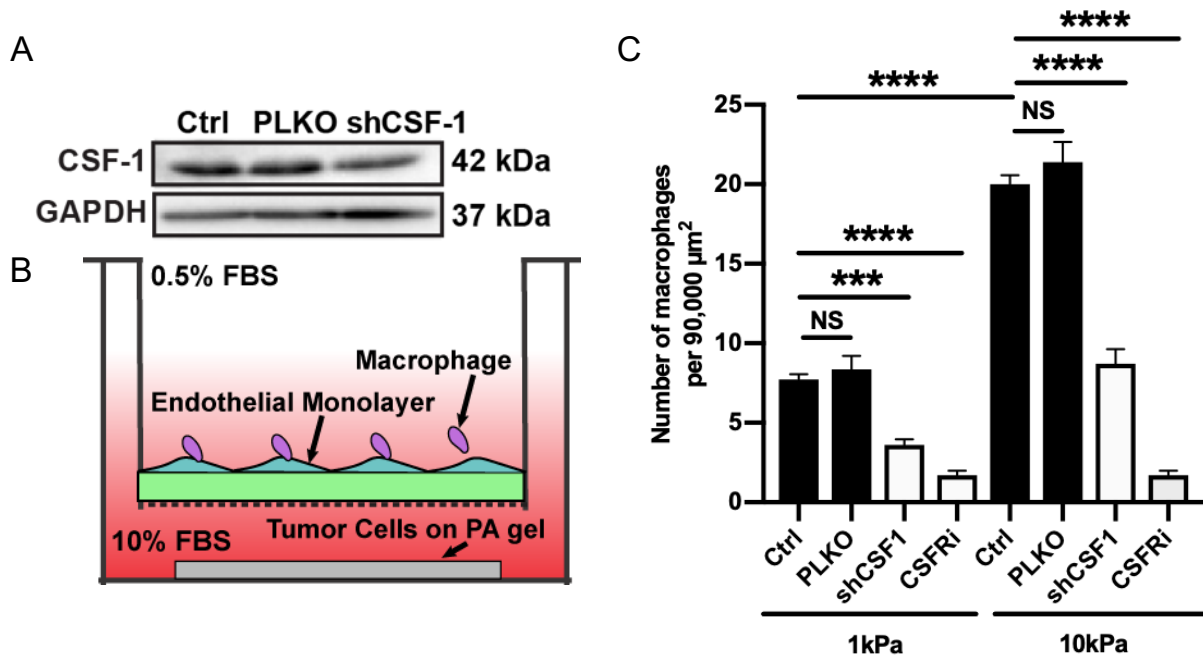 A
Ctrl PLKO shCSF-1
CSF-1 42 kDa
GAPDH 37 kDa
B
0.5% FBS
Macrophage
Endothelial Monolayer
Tumor Cells on PA gel
10% FBS
C
****
****
****
NS
****
***
NS
Number of macrophages
per 90,000 µm²
25
20
15
10
5
0
Ctrl
PLKO
shCSF1
CSFRi
Ctrl
PLKO
shCSF1
CSFRi
1kPa
10kPa